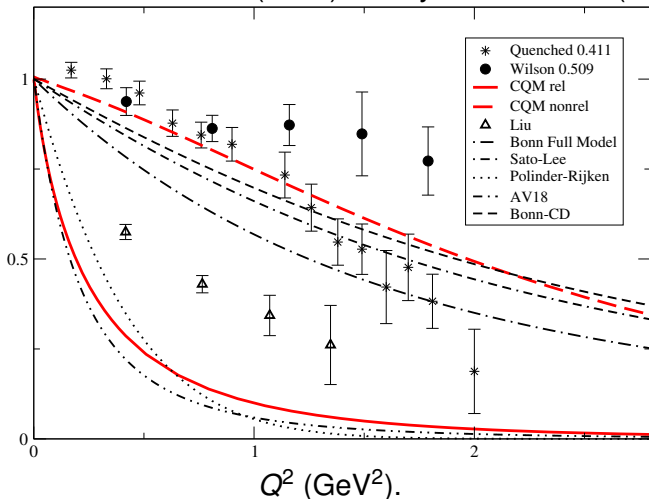 1
0.5
0
0
1
2
Quenched 0.411
Wilson 0.509
CQM rel
CQM nonrel
Liu
Bonn Full Model
Sato-Lee
Polinder-Rijken
AV18
Bonn-CD
Q² (GeV²).